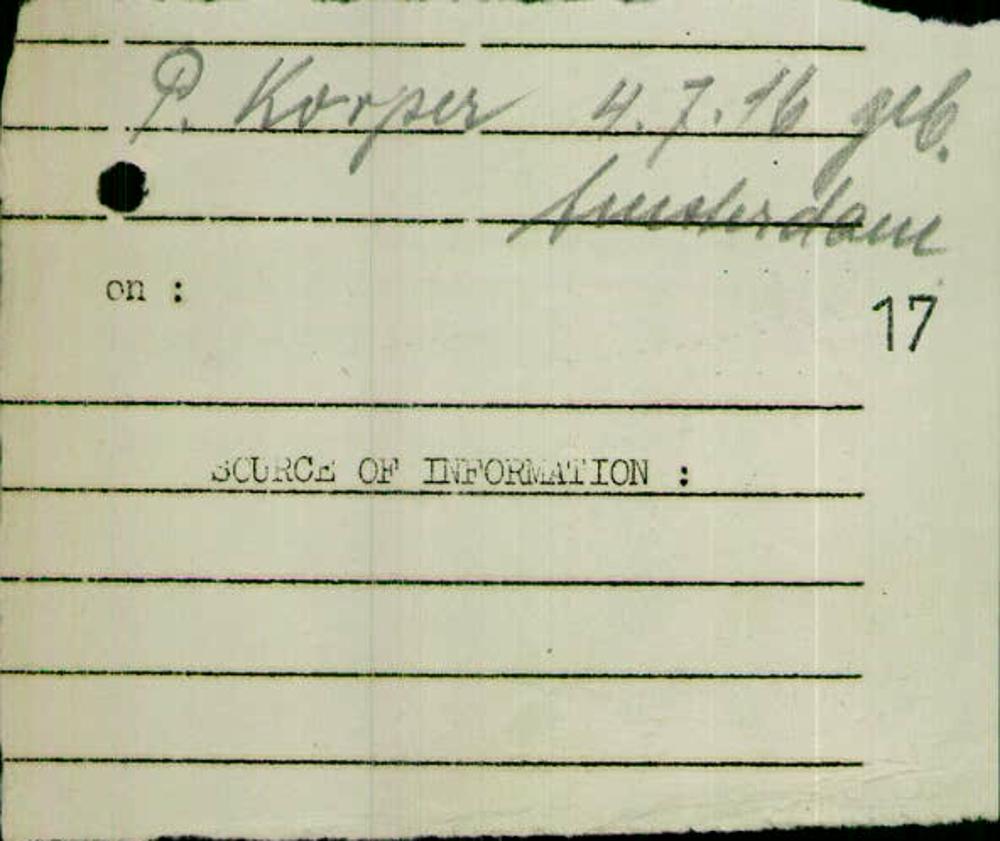 P. Korper 4.7.16 geb.
Amsterdam
on :
17
SOURCE OF INFORMATION :